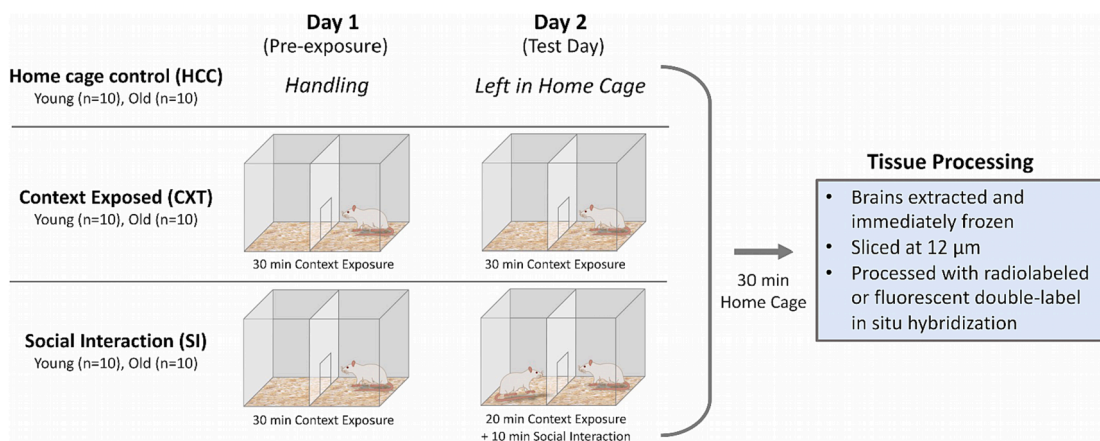 Day 1
(Pre-exposure)
Day 2
(Test Day)
Home cage control (HCC)
Young (n=10), Old (n=10)
Handling
Left in Home Cage
Context Exposed (CXT)
Young (n=10), Old (n=10)
30 min Context Exposure
30 min Context Exposure
Social Interaction (SI)
Young (n=10), Old (n=10)
30 min Context Exposure
20 min Context Exposure
+ 10 min Social Interaction
30 min
Home Cage
Tissue Processing
• Brains extracted and
immediately frozen
• Sliced at 12 μm
• Processed with radiolabeled
or fluorescent double-label
in situ hybridization